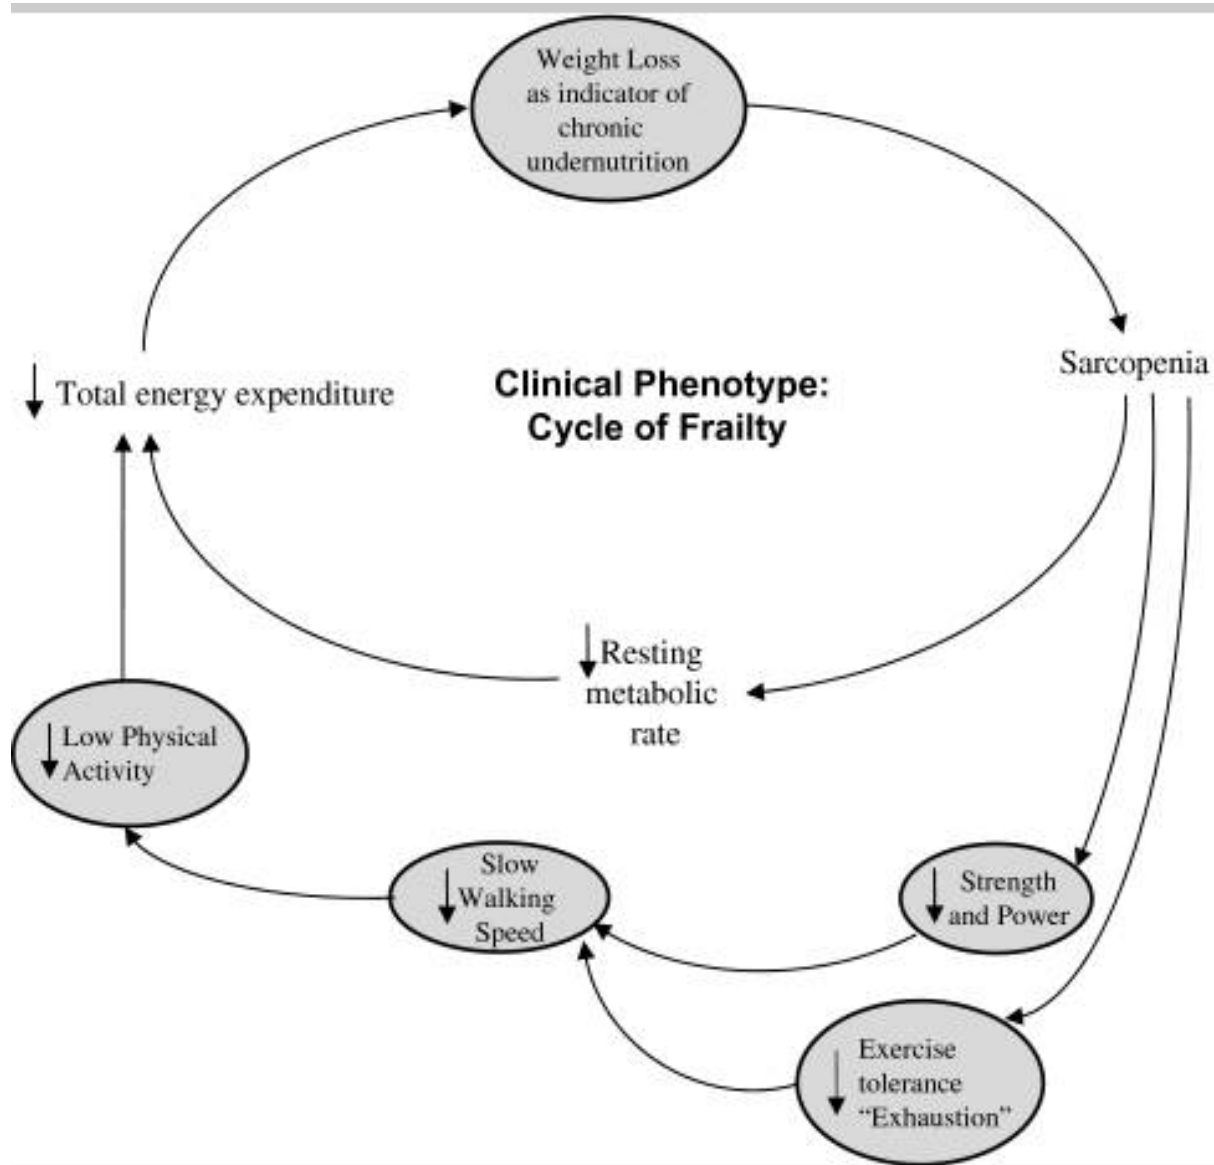 Weight Loss
as indicator of
chronic
undernutrition
Sarcopenia
↓ Total energy expenditure
Clinical Phenotype:
Cycle of Frailty
↓ Resting
metabolic
rate
↓ Low Physical
Activity
Slow
↓ Walking
Speed
↓ Strength
and Power
Exercise
↓ tolerance
“Exhaustion”